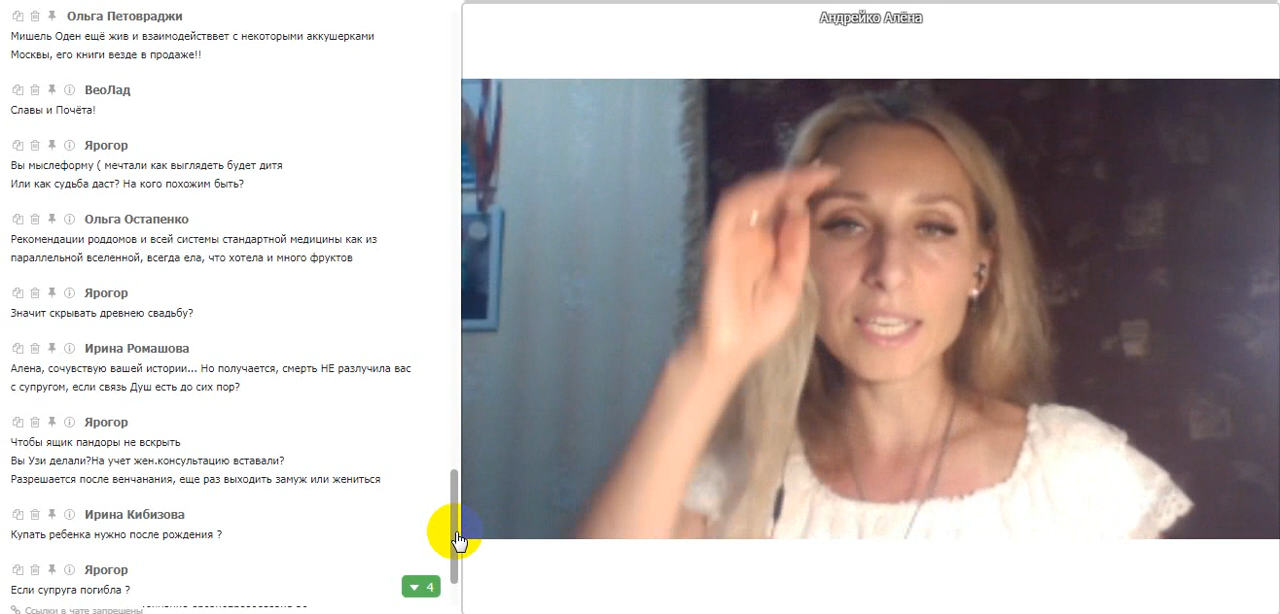 Ольга Петовраджи
Мишель Оден ещё жив и взаимодействвет с некоторыми аккушерками
Москвы, его книги везде в продаже!!
ВеоЛад
Славы и Почёта!
Ярогор
Вы мыслеформу ( мечтали как выглядеть будет дитя
Или как судьба даст? На кого похожим быть?
Ольга Остапенко
Рекомендации роддомов и всей системы стандартной медицины как из
параллельной вселенной, всегда ела, что хотела и много фруктов
Ярогор
Значит скрывать древнею свадьбу?
Ирина Ромашова
Алена, сочувствую вашей истории... Но получается, смерть НЕ разлучила вас
с супругом, если связь Душ есть до сих пор?
Ярогор
Чтобы ящик пандоры не вскрыть
Вы Узи делали?На учет жен.консультацию вставали?
Разрешается после венчанания, еще раз выходить замуж или жениться
Ирина Кибизова
Купать ребенка нужно после рождения ?
Ярогор
Если супруга погибла ?
4
Ссылки в чате запрещены
Андрейко Алёна